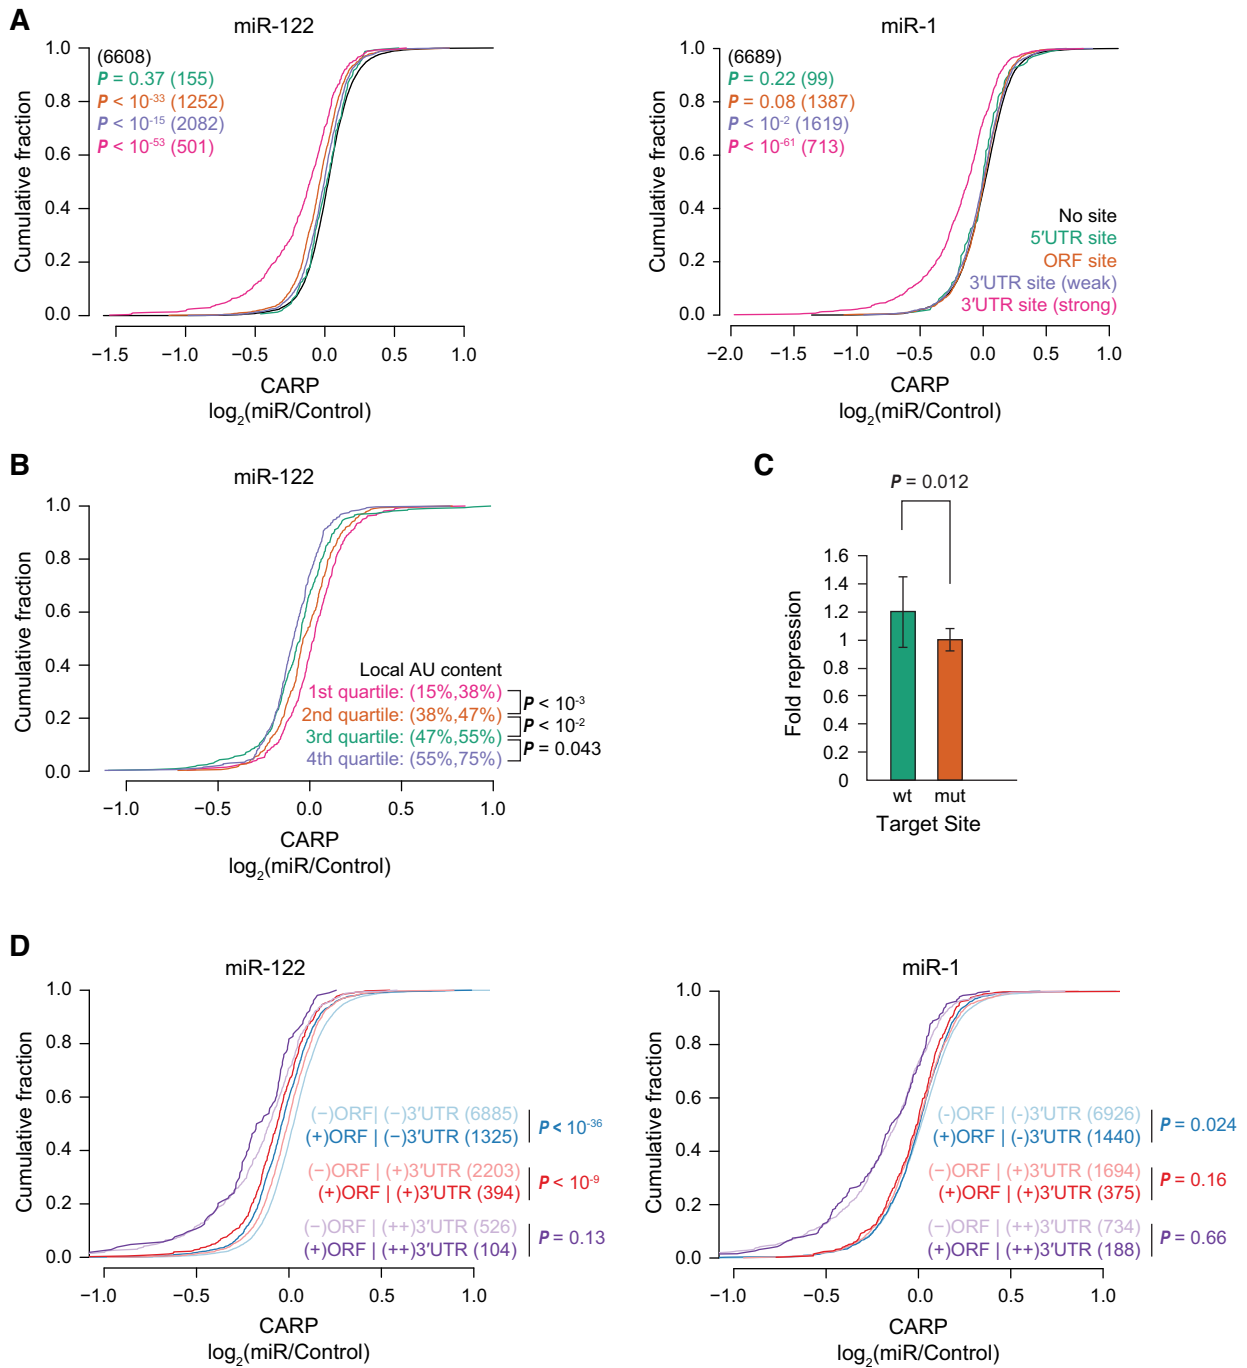 A
miR-122
Cumulative fraction
1.0
0.8
0.6
0.4
0.2
0.0
(6608)
P = 0.37 (155)
P < 10-33 (1252)
P < 10-15 (2082)
P < 10-53 (501)
−1.5 −1.0 −0.5 0.0 0.5 1.0
CARP
log2(miR/Control)
miR-1
Cumulative fraction
1.0
0.8
0.6
0.4
0.2
0.0
(6689)
P = 0.22 (99)
P = 0.08 (1387)
P < 10-2 (1619)
P < 10-61 (713)
No site
5′UTR site
ORF site
3′UTR site (weak)
3′UTR site (strong)
−2.0 −1.5 −1.0 −0.5 0.0 0.5 1.0
CARP
log2(miR/Control)
B
miR-122
Cumulative fraction
1.0
0.8
0.6
0.4
0.2
0.0
Local AU content
1st quartile: (15%,38%)
2nd quartile: (38%,47%)
3rd quartile: (47%,55%)
4th quartile: (55%,75%)
P < 10-3
P < 10-2
P = 0.043
−1.0 −0.5 0.0 0.5 1.0
CARP
log2(miR/Control)
C
P = 0.012
Fold repression
1.6
1.4
1.2
1
0.8
0.6
0.4
0.2
0
wt mut
Target Site
D
miR-122
Cumulative fraction
1.0
0.8
0.6
0.4
0.2
0.0
(−)ORF| (−)3′UTR (6885)
(+)ORF | (−)3′UTR (1325)
P < 10-36
(−)ORF | (+)3′UTR (2203)
(+)ORF | (+)3′UTR (394)
P < 10-9
(−)ORF | (++)3′UTR (526)
(+)ORF | (++)3′UTR (104)
P = 0.13
−1.0 −0.5 0.0 0.5 1.0
CARP
log2(miR/Control)
miR-1
Cumulative fraction
1.0
0.8
0.6
0.4
0.2
0.0
(-)ORF | (-)3′UTR (6926)
(+)ORF | (-)3′UTR (1440)
P = 0.024
(−)ORF | (+)3′UTR (1694)
(+)ORF | (+)3′UTR (375)
P = 0.16
(−)ORF | (++)3′UTR (734)
(+)ORF | (++)3′UTR (188)
P = 0.66
−1.0 −0.5 0.0 0.5 1.0
CARP
log2(miR/Control)